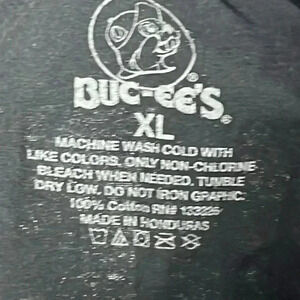 BUC-EE'S®
XL
MACHINE WASH COLD WITH
LIKE COLORS. ONLY NON-CHLORINE
BLEACH WHEN NEEDED. TUMBLE
DRY LOW. DO NOT IRON GRAPHIC.
100% Cotton RN# 133225
MADE IN HONDURAS